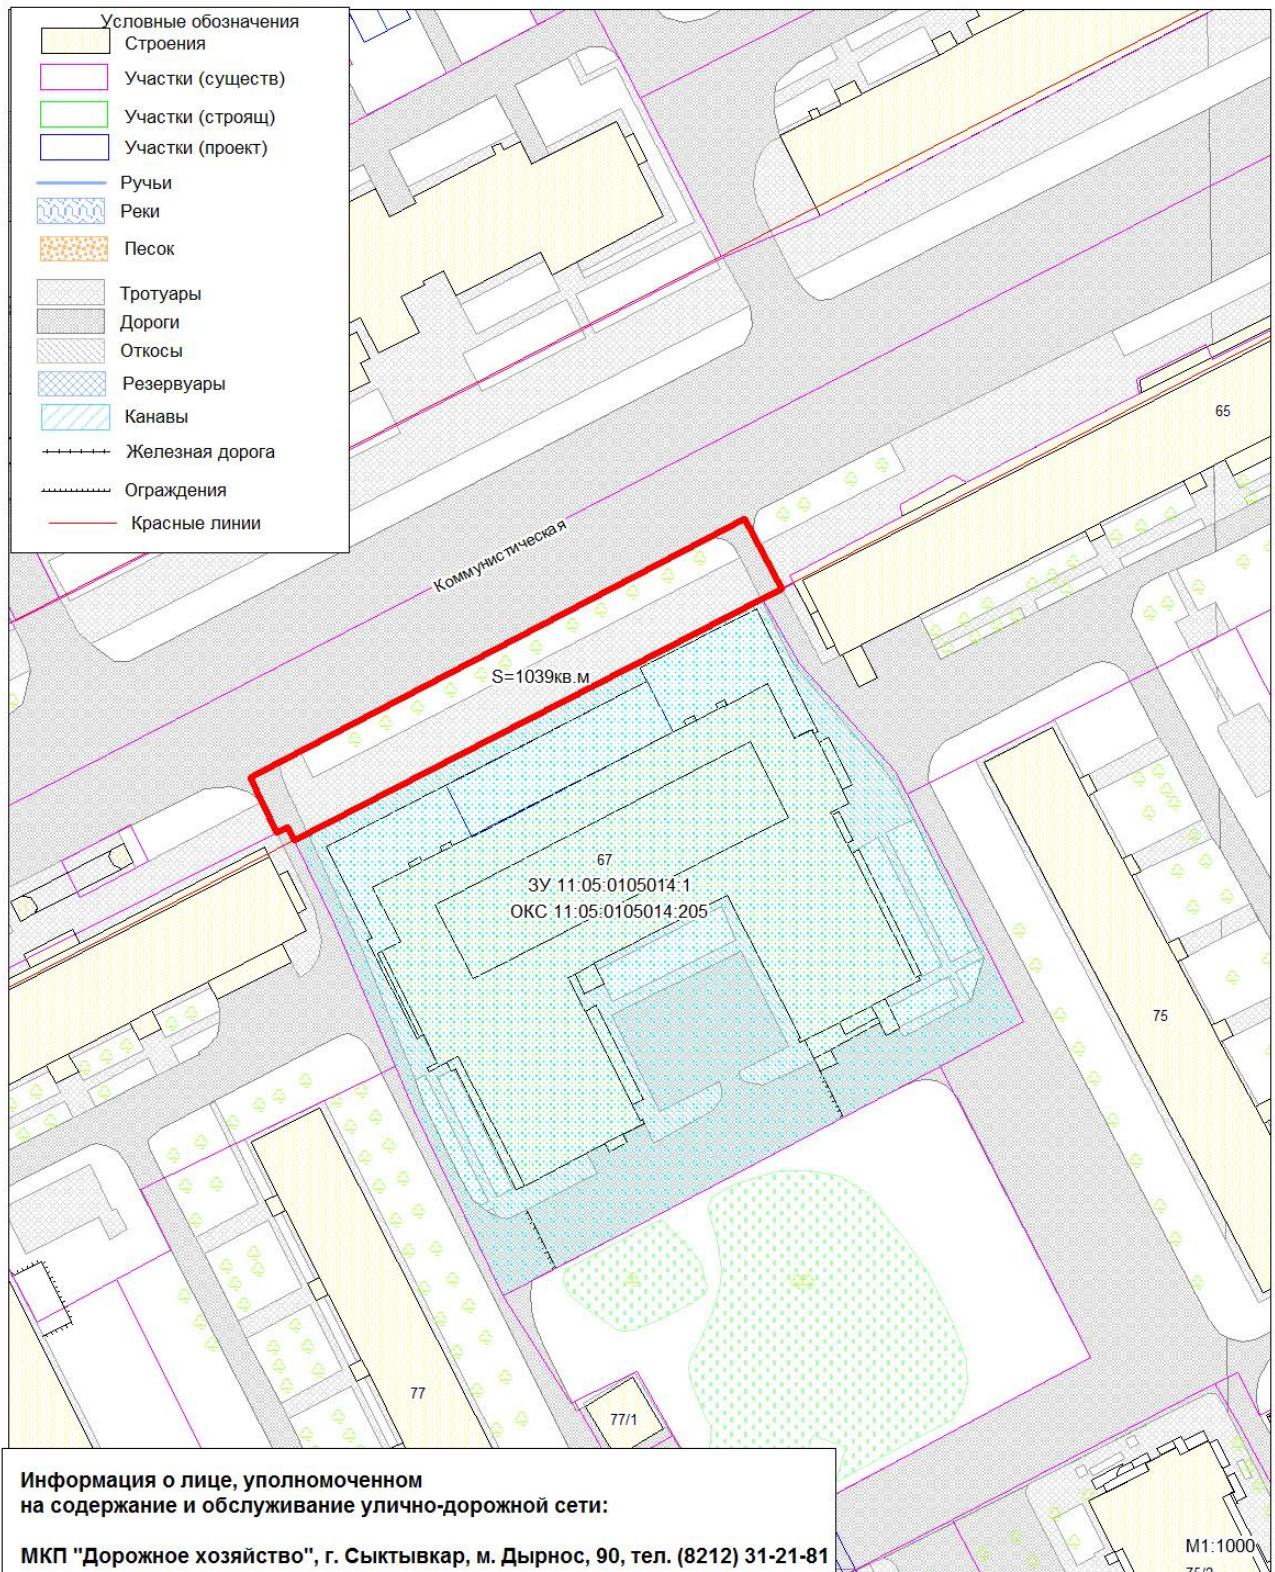 Условные обозначения
Строения
Участки (существ)
Участки (строящ)
Участки (проект)
Ручьи
Реки
Песок
Тротуары
Дороги
Откосы
Резервуары
Канавы
Железная дорога
Ограждения
Красные линии
65
Коммунистическая
S=1039кв.м
67
ЗУ 11:05:0105014:1
ОКС 11:05:0105014:205
75
77
77/1
Информация о лице, уполномоченном
на содержание и обслуживание улично-дорожной сети:
МКП "Дорожное хозяйство", г. Сыктывкар, м. Дырнос, 90, тел. (8212) 31-21-81
М1:1000